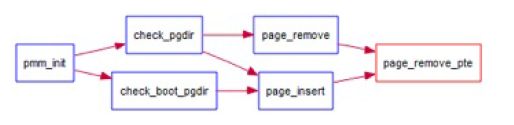 check_pgdir
page_remove
pmm_init
page_remove_pte
check_boot_pgdir
page_insert